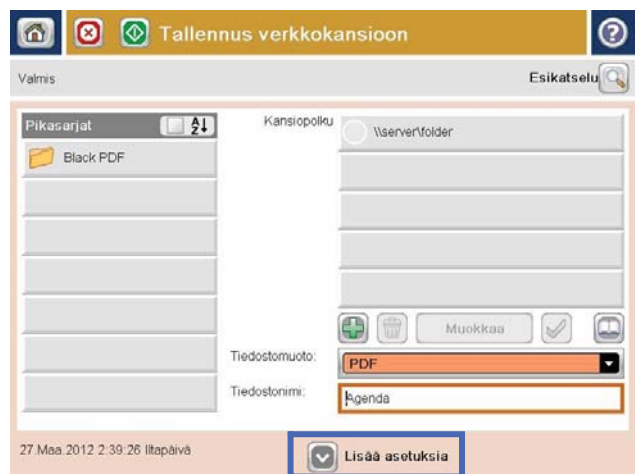 Tallennus verkkokansioon
Valmis
Esikatselu
Pikasarjat
Black PDF
Kansiopolku
\\server\folder
Muokkaa
Tiedostomuoto:
PDF
Tiedostonimi:
Agenda
27.Maa.2012 2:39:26 Iltapäivä
Lisää asetuksia